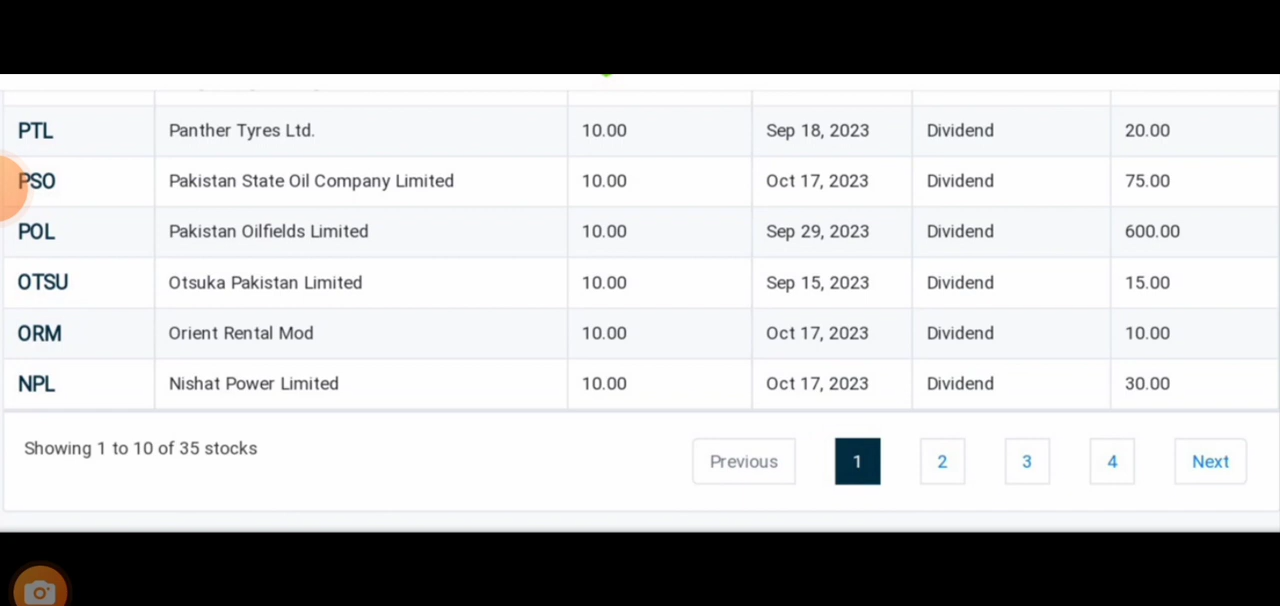 PTL Panther Tyres Ltd. 10.00 Sep 18, 2023 Dividend 20.00
PSO Pakistan State Oil Company Limited 10.00 Oct 17, 2023 Dividend 75.00
POL Pakistan Oilfields Limited 10.00 Sep 29, 2023 Dividend 600.00
OTSU Otsuka Pakistan Limited 10.00 Sep 15, 2023 Dividend 15.00
ORM Orient Rental Mod 10.00 Oct 17, 2023 Dividend 10.00
NPL Nishat Power Limited 10.00 Oct 17, 2023 Dividend 30.00
Showing 1 to 10 of 35 stocks
Previous 1 2 3 4 Next